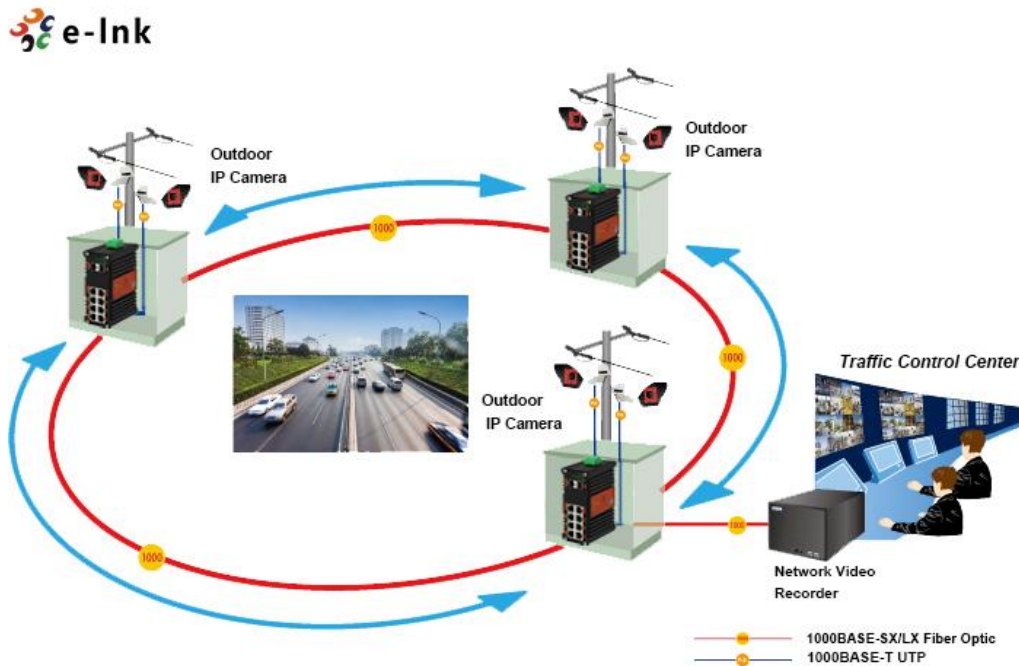 e-lnk
Outdoor
IP Camera
Outdoor
IP Camera
1000
1000
Outdoor
IP Camera
Traffic Control Center
1000
1000
Network Video
Recorder
1000BASE-SX/LX Fiber Optic
1000BASE-T UTP